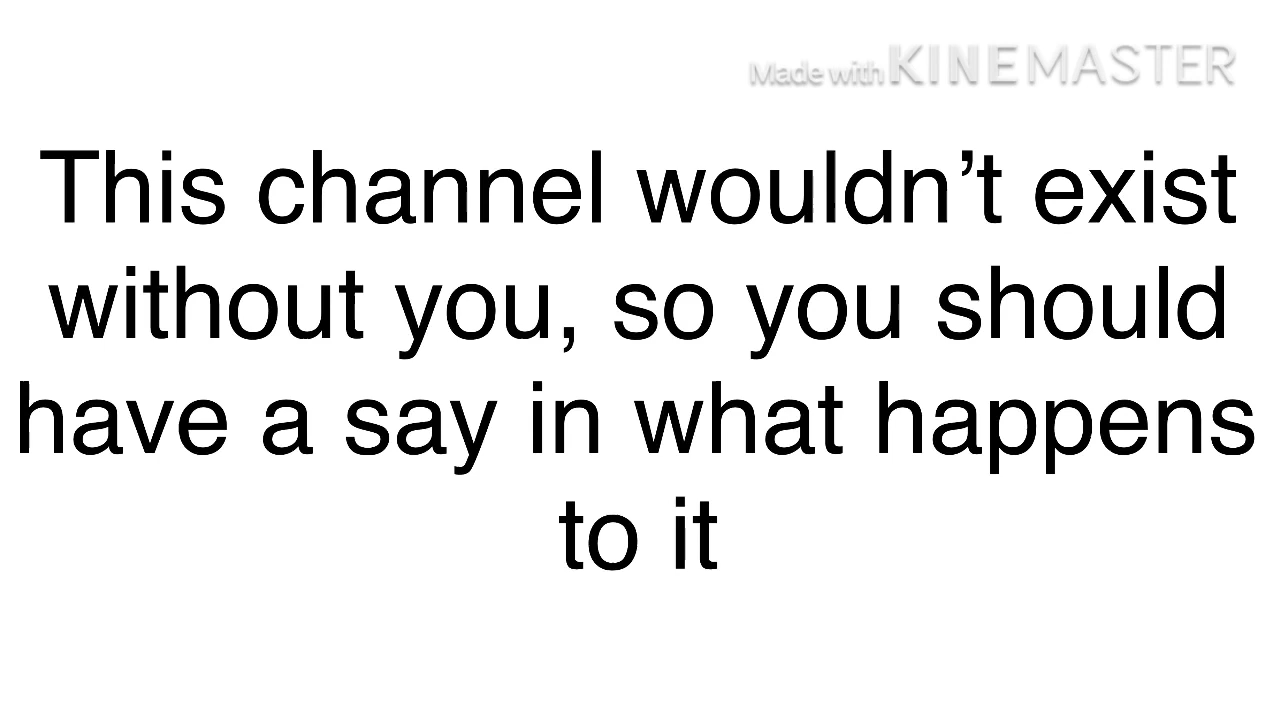 Made with KINEMASTER
This channel wouldn’t exist
without you, so you should
have a say in what happens
to it